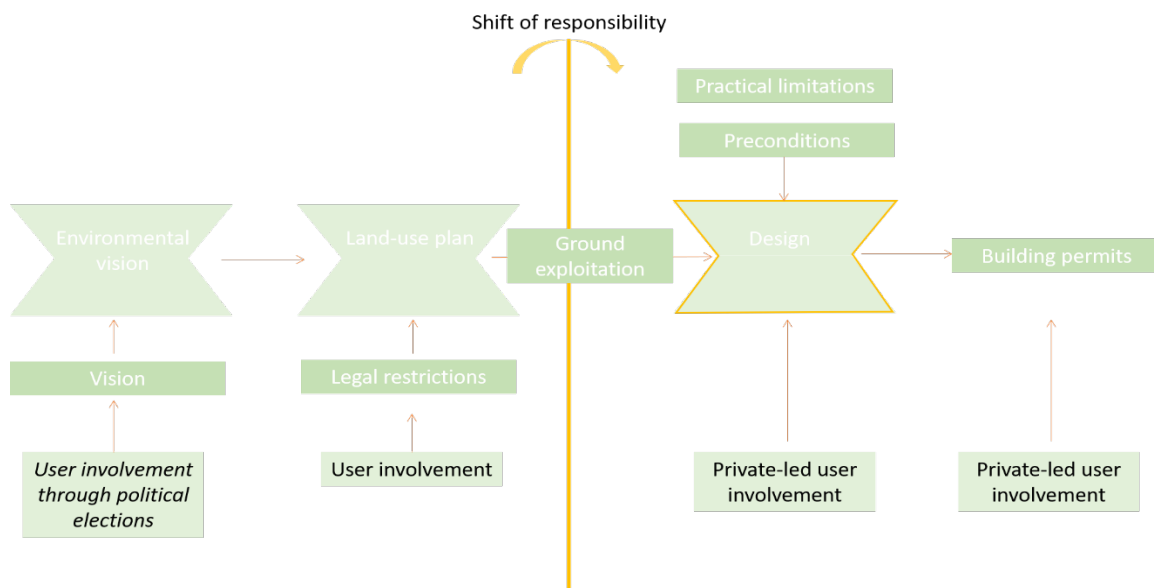 Shift of responsibility
Practical limitations
Preconditions
Environmental
vision
Land-use plan
Ground
exploitation
Design
Building permits
Vision
Legal restrictions
User involvement
through political
elections
User involvement
Private-led user
involvement
Private-led user
involvement